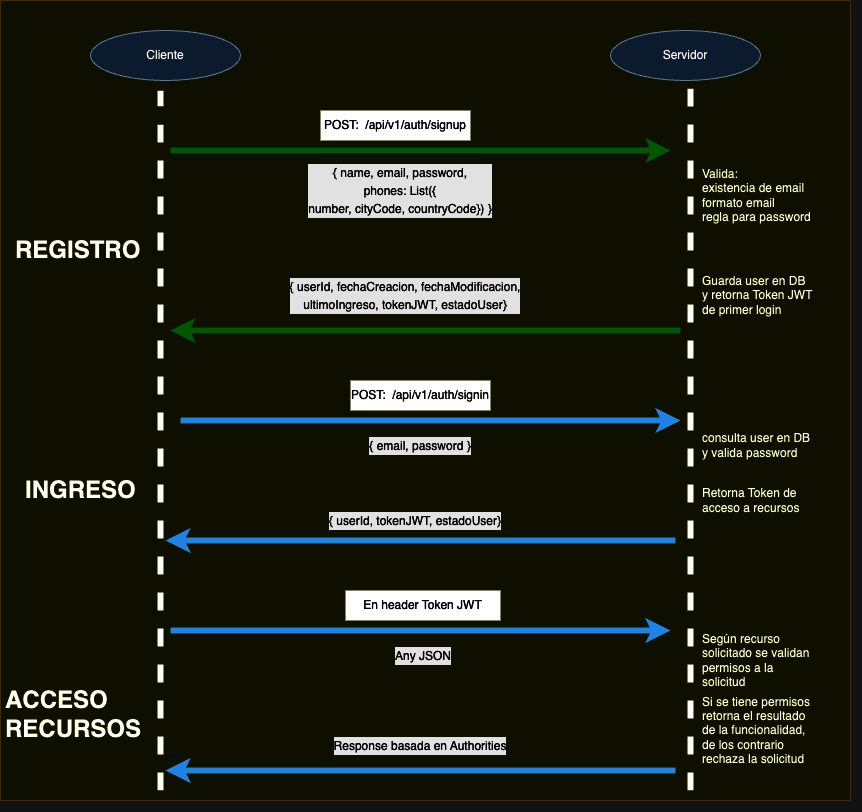 Cliente
Servidor
POST:  /api/v1/auth/signup
{ name, email, password,
phones: List({
number, cityCode, countryCode}) }
Valida:
existencia de email
formato email
regla para password
REGISTRO
{ userId, fechaCreacion, fechaModificacion,
ultimoIngreso, tokenJWT, estadoUser}
Guarda user en DB
y retorna Token JWT
de primer login
POST:  /api/v1/auth/signin
{ email, password }
consulta user en DB
y valida password
INGRESO
Retorna Token de
acceso a recursos
{ userId, tokenJWT, estadoUser}
En header Token JWT
Any JSON
Según recurso
solicitado se validan
permisos a la
solicitud
ACCESO
RECURSOS
Si se tiene permisos
retorna el resultado
de la funcionalidad,
de los contrario
rechaza la solicitud
Response basada en Authorities